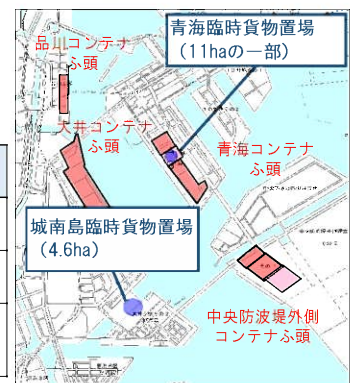 青海臨時貨物置場
（11haの一部）
品川コンテナ
ふ頭
大井コンテナ
ふ頭
青海コンテナ
ふ頭
城南島臨時貨物置場
（4.6ha）
中央防波堤外側
コンテナふ頭